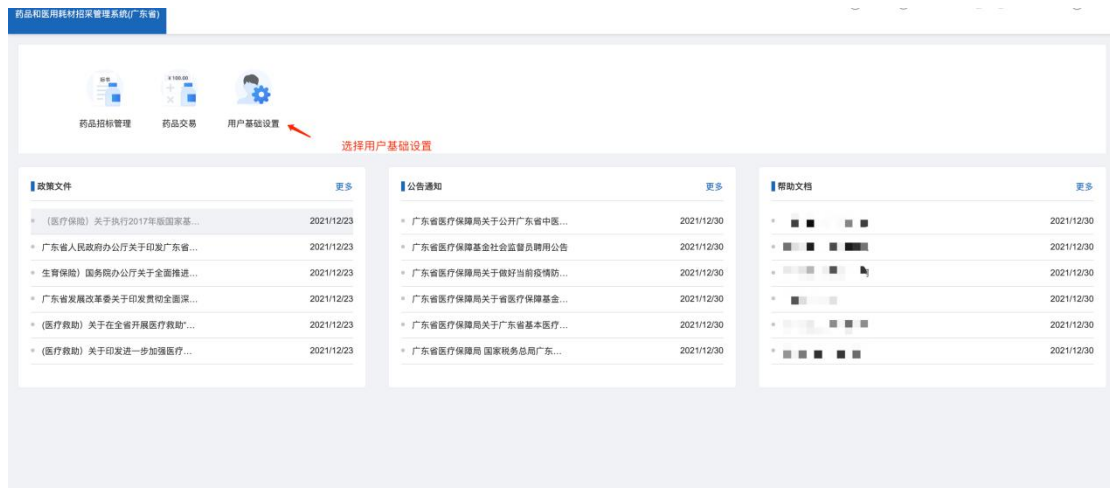 药品和医用耗材招采管理系统(广东省)
账本
¥100.00
药品招标管理
药品交易
用户基础设置
选择用户基础设置
政策文件
更多
（医疗保险）关于执行2017年版国家基...
2021/12/23
广东省人民政府办公厅关于印发广东省...
2021/12/23
生育保险）国务院办公厅关于全面推进...
2021/12/23
广东省发展改革委关于印发贯彻全面深...
2021/12/23
(医疗救助）关于在全省开展医疗救助“...
2021/12/23
(医疗救助）关于印发进一步加强医疗...
2021/12/23
公告通知
更多
广东省医疗保障局关于公开广东省中医...
2021/12/30
广东省医疗保障基金社会监督员聘用公告
2021/12/30
广东省医疗保障局关于做好当前疫情防...
2021/12/30
广东省医疗保障局关于省医疗保障基金...
2021/12/30
广东省医疗保障局关于广东省基本医疗...
2021/12/30
广东省医疗保障局 国家税务总局广东...
2021/12/30
帮助文档
更多
2021/12/30
2021/12/30
2021/12/30
2021/12/30
2021/12/30
2021/12/30